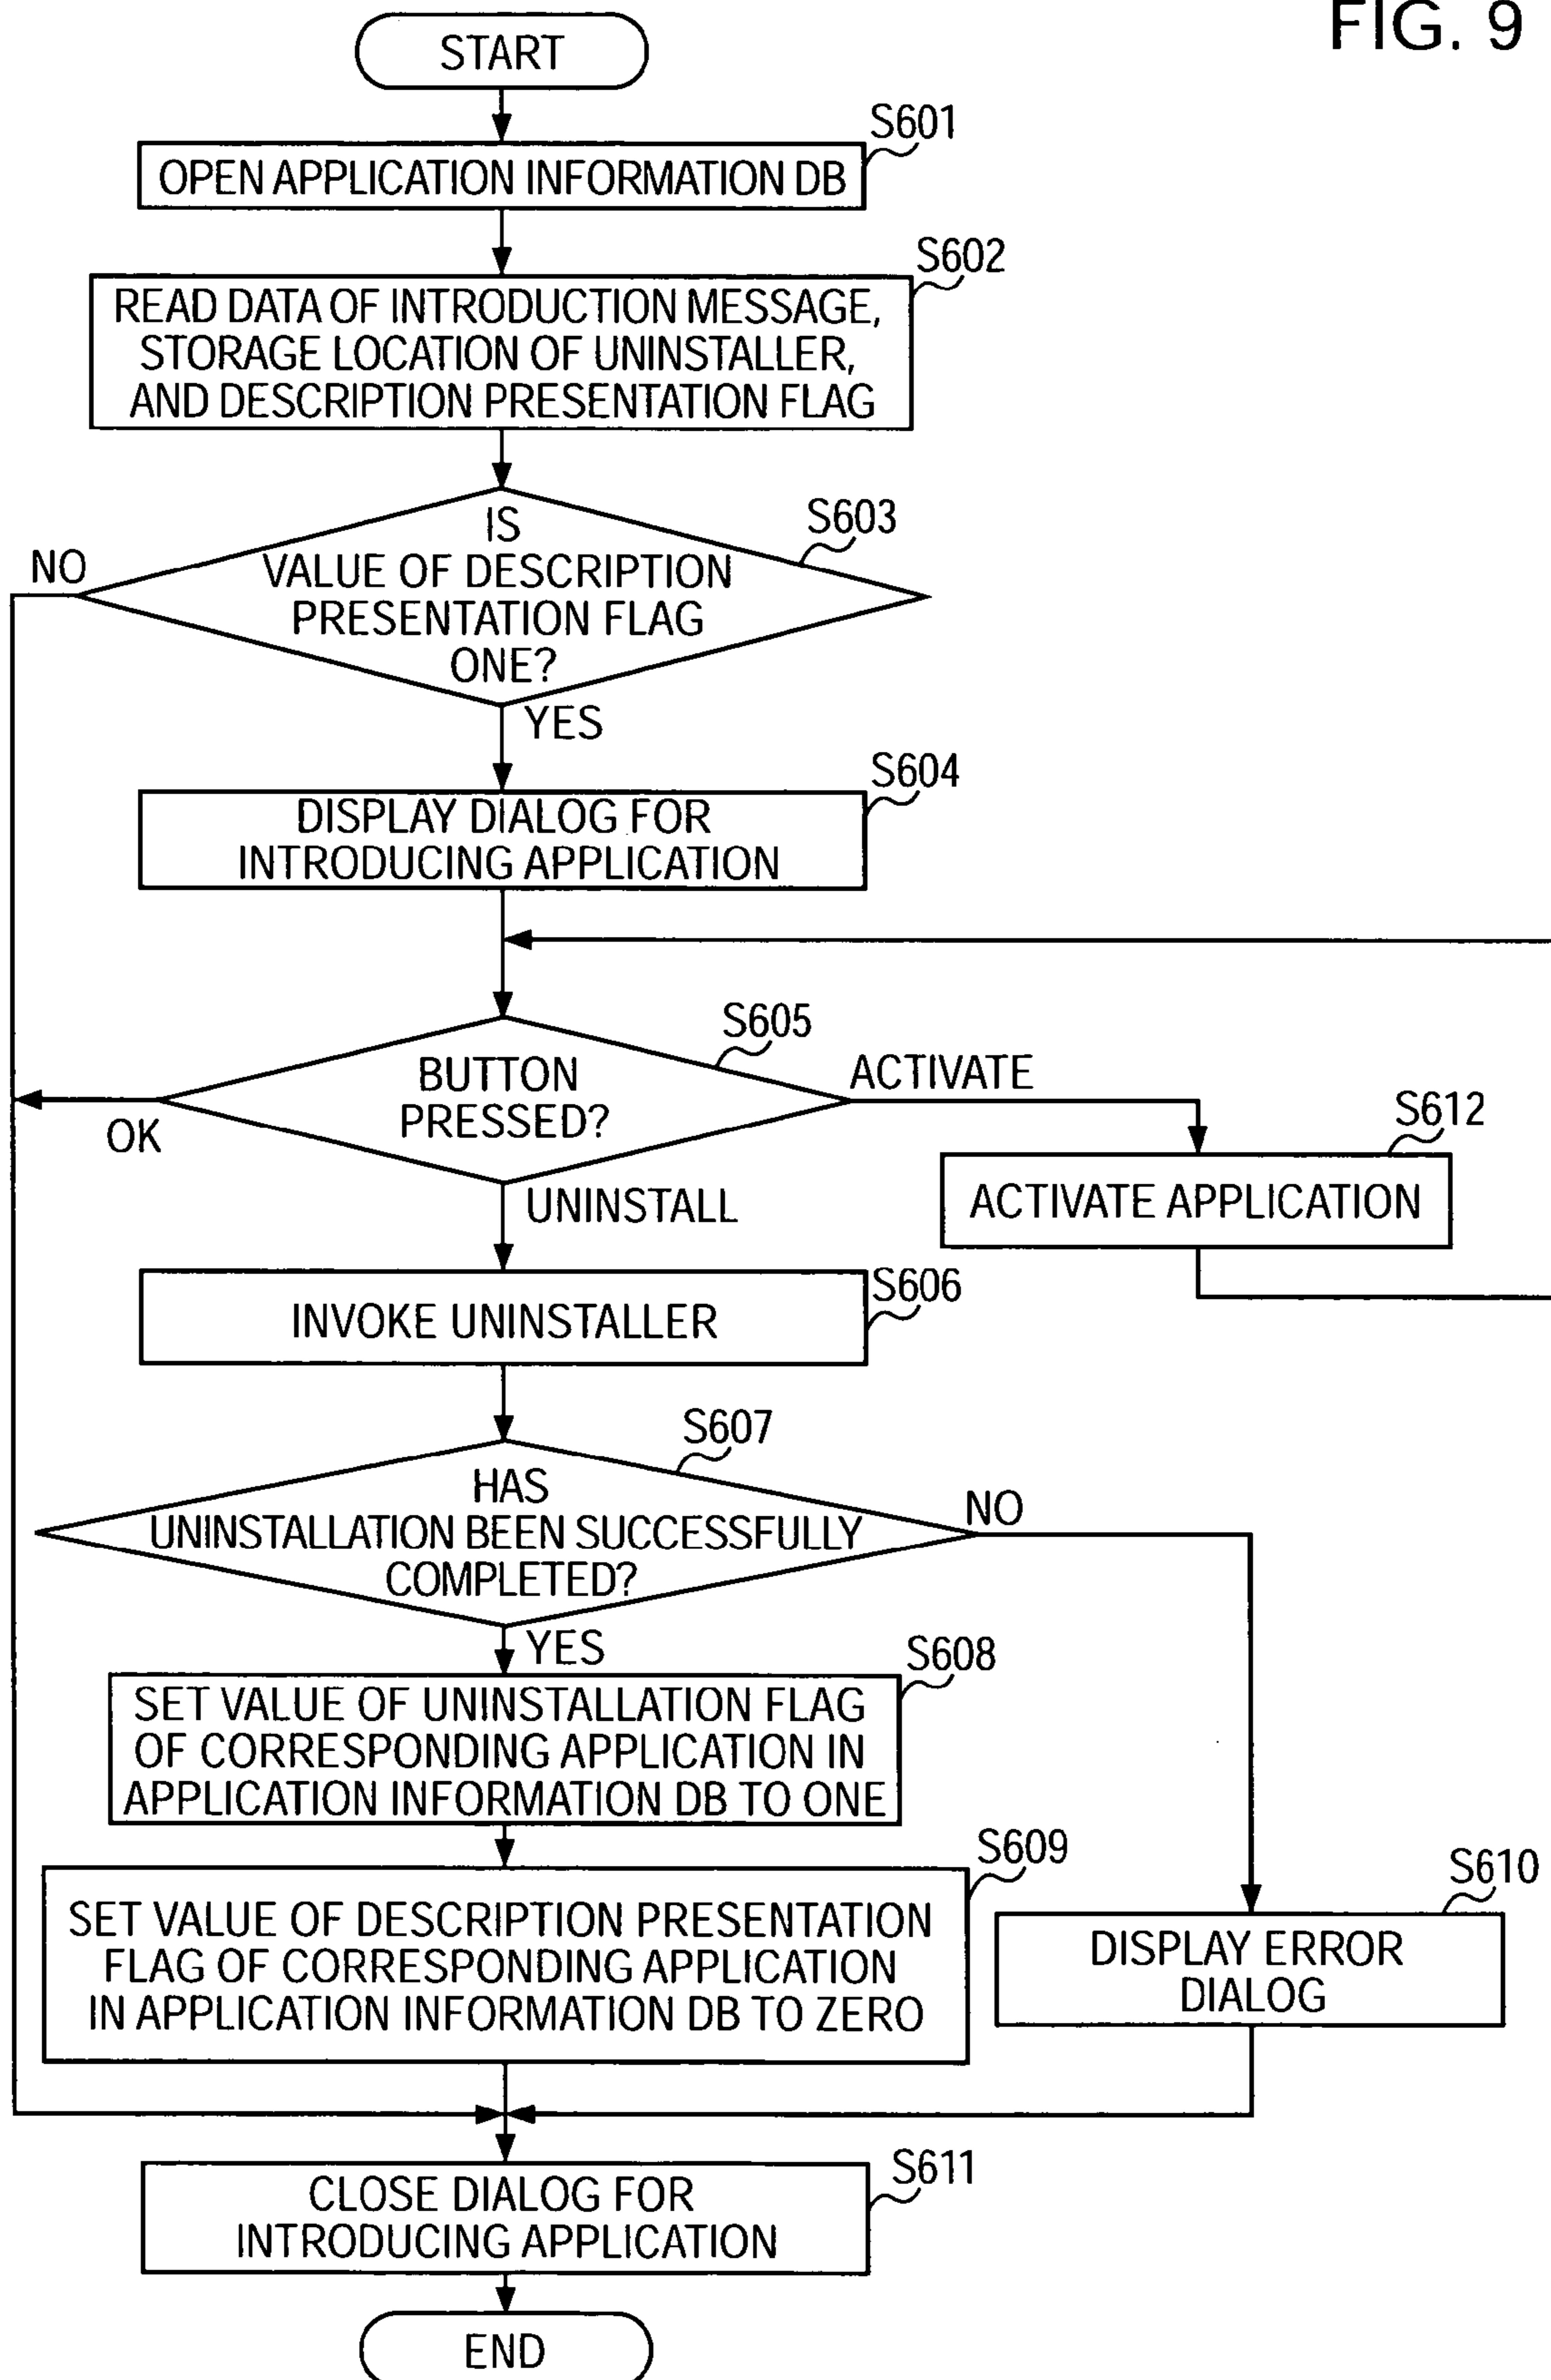 FIG. 9
START
S601
OPEN APPLICATION INFORMATION DB
S602
READ DATA OF INTRODUCTION MESSAGE,
STORAGE LOCATION OF UNINSTALLER,
AND DESCRIPTION PRESENTATION FLAG
S603
IS
VALUE OF DESCRIPTION
PRESENTATION FLAG
ONE?
NO
YES
S604
DISPLAY DIALOG FOR
INTRODUCING APPLICATION
S605
BUTTON
PRESSED?
ACTIVATE
OK
UNINSTALL
S612
ACTIVATE APPLICATION
S606
INVOKE UNINSTALLER
S607
HAS
UNINSTALLATION BEEN SUCCESSFULLY
COMPLETED?
NO
YES
S608
SET VALUE OF UNINSTALLATION FLAG
OF CORRESPONDING APPLICATION IN
APPLICATION INFORMATION DB TO ONE
S609
SET VALUE OF DESCRIPTION PRESENTATION
FLAG OF CORRESPONDING APPLICATION
IN APPLICATION INFORMATION DB TO ZERO
S610
DISPLAY ERROR
DIALOG
S611
CLOSE DIALOG FOR
INTRODUCING APPLICATION
END